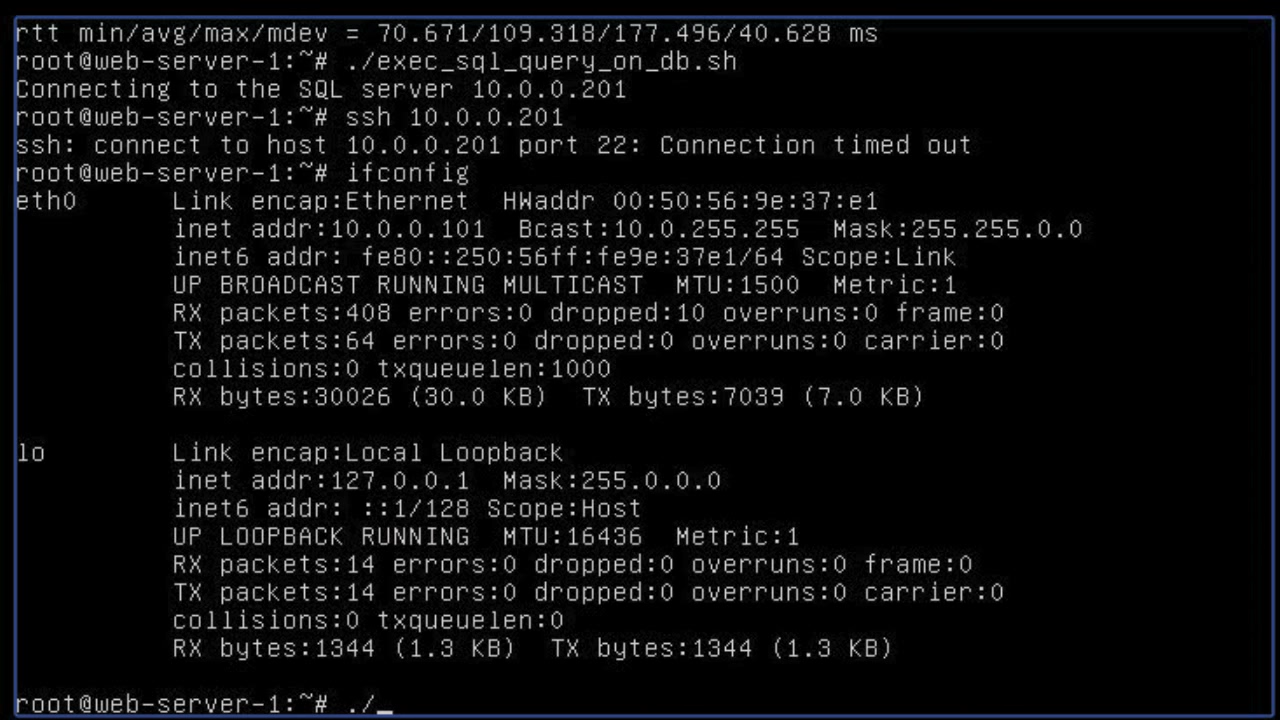 rtt min/avg/max/mdev = 70.671/109.318/177.496/40.628 ms
root@web-server-1:~# ./exec_sql_query_on_db.sh
Connecting to the SQL server 10.0.0.201
root@web-server-1:~# ssh 10.0.0.201
ssh: connect to host 10.0.0.201 port 22: Connection timed out
root@web-server-1:~# ifconfig
eth0      Link encap:Ethernet  HWaddr 00:50:56:9e:37:e1
          inet addr:10.0.0.101  Bcast:10.0.255.255  Mask:255.255.0.0
          inet6 addr: fe80::250:56ff:fe9e:37e1/64 Scope:Link
          UP BROADCAST RUNNING MULTICAST  MTU:1500  Metric:1
          RX packets:408 errors:0 dropped:10 overruns:0 frame:0
          TX packets:64 errors:0 dropped:0 overruns:0 carrier:0
          collisions:0 txqueuelen:1000
          RX bytes:30026 (30.0 KB)  TX bytes:7039 (7.0 KB)

lo        Link encap:Local Loopback
          inet addr:127.0.0.1  Mask:255.0.0.0
          inet6 addr: ::1/128 Scope:Host
          UP LOOPBACK RUNNING  MTU:16436  Metric:1
          RX packets:14 errors:0 dropped:0 overruns:0 frame:0
          TX packets:14 errors:0 dropped:0 overruns:0 carrier:0
          collisions:0 txqueuelen:0
          RX bytes:1344 (1.3 KB)  TX bytes:1344 (1.3 KB)

root@web-server-1:~# ./_